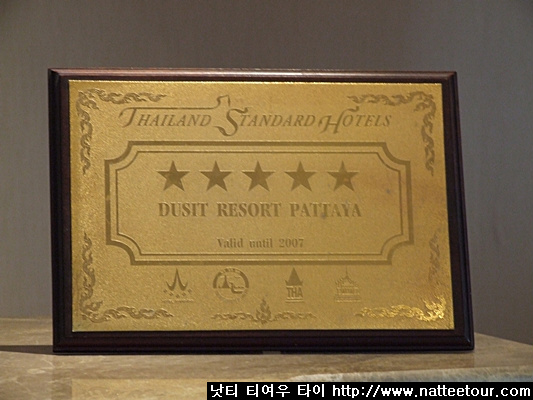 THAILAND STANDARD HOTELS
DUSIT RESORT PATTAYA
Valid until 2007
THA
낫티 티여우 타이 http://www.natteetour.com/